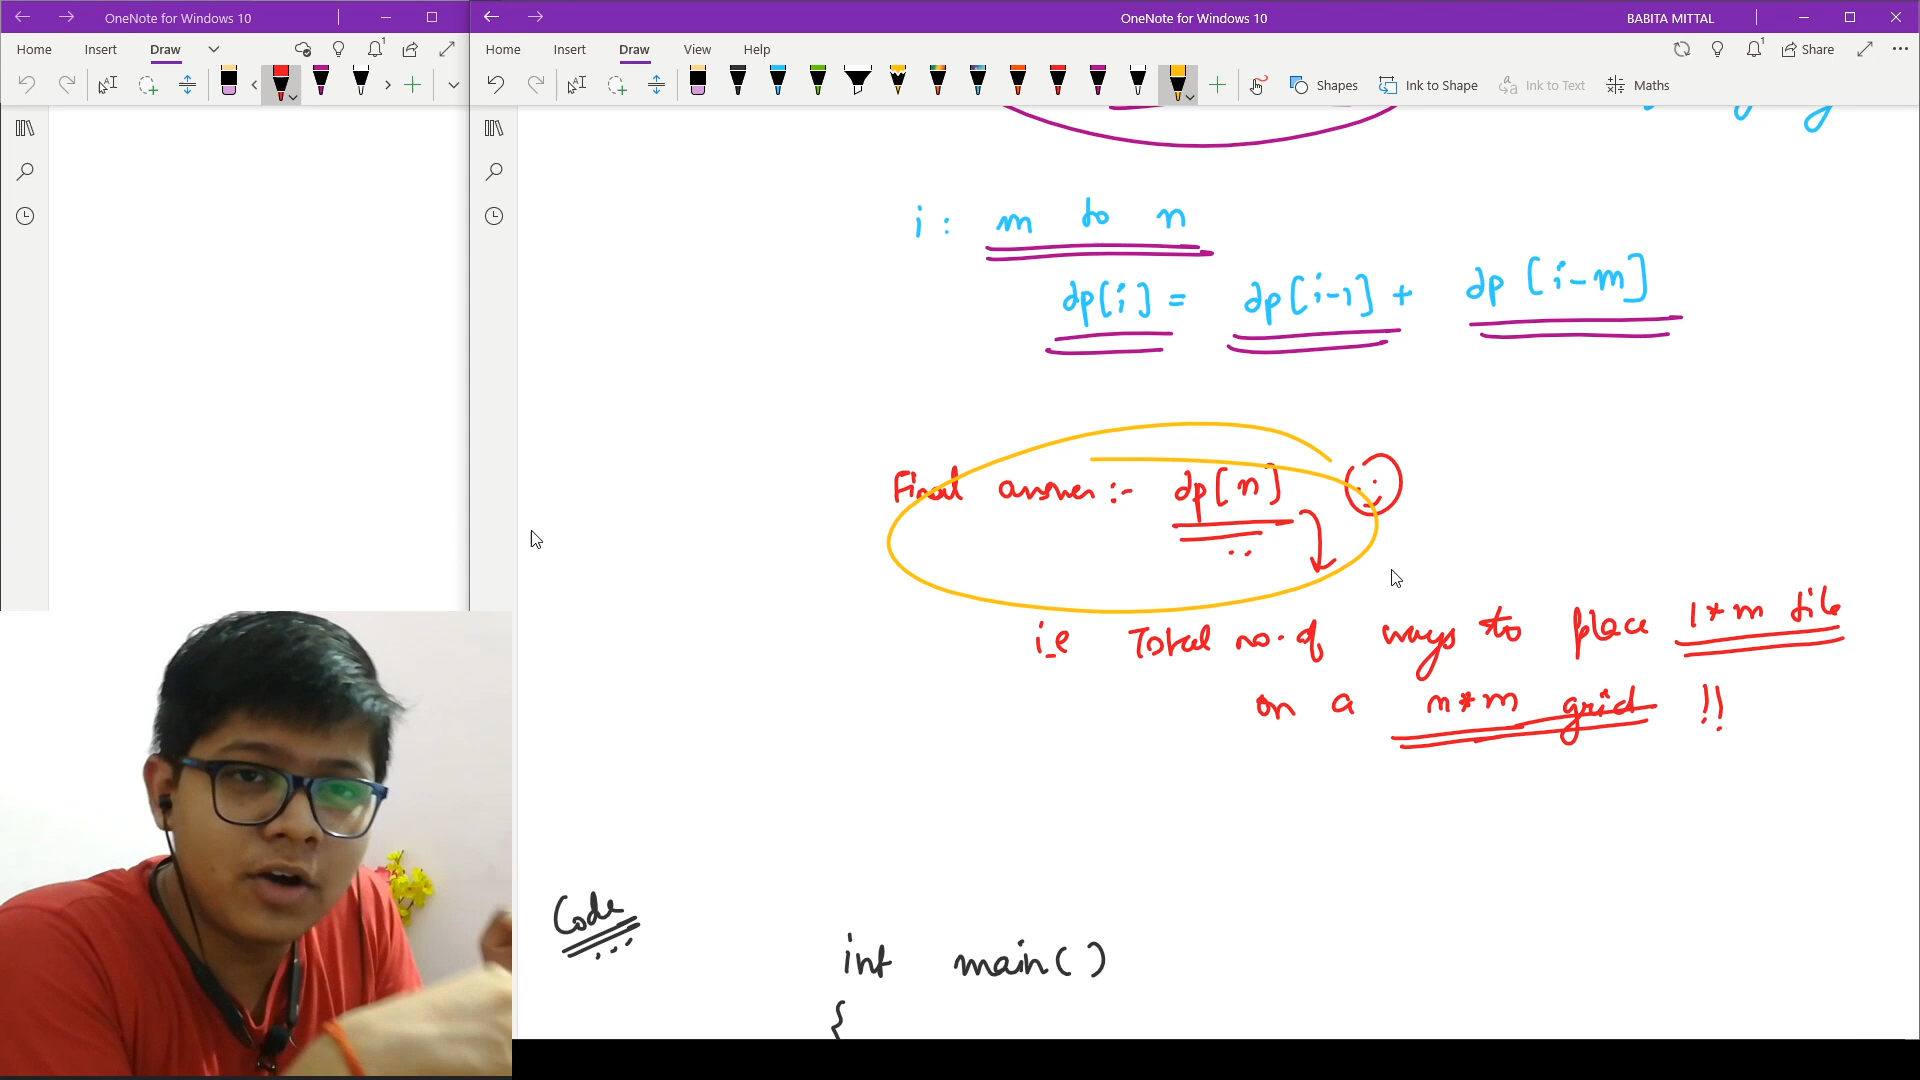 OneNote for Windows 10
OneNote for Windows 10
BABITA MITTAL
Home Insert Draw
Home Insert Draw View Help
Share
Shapes Ink to Shape Ink to Text Maths
i : m to n
dp[i] = dp[i-1] + dp[i-m]
Final answer :- dp[n]
i.e Total no. of ways to place 1*m tile
on a n*m grid !!
Code
int main( )
{